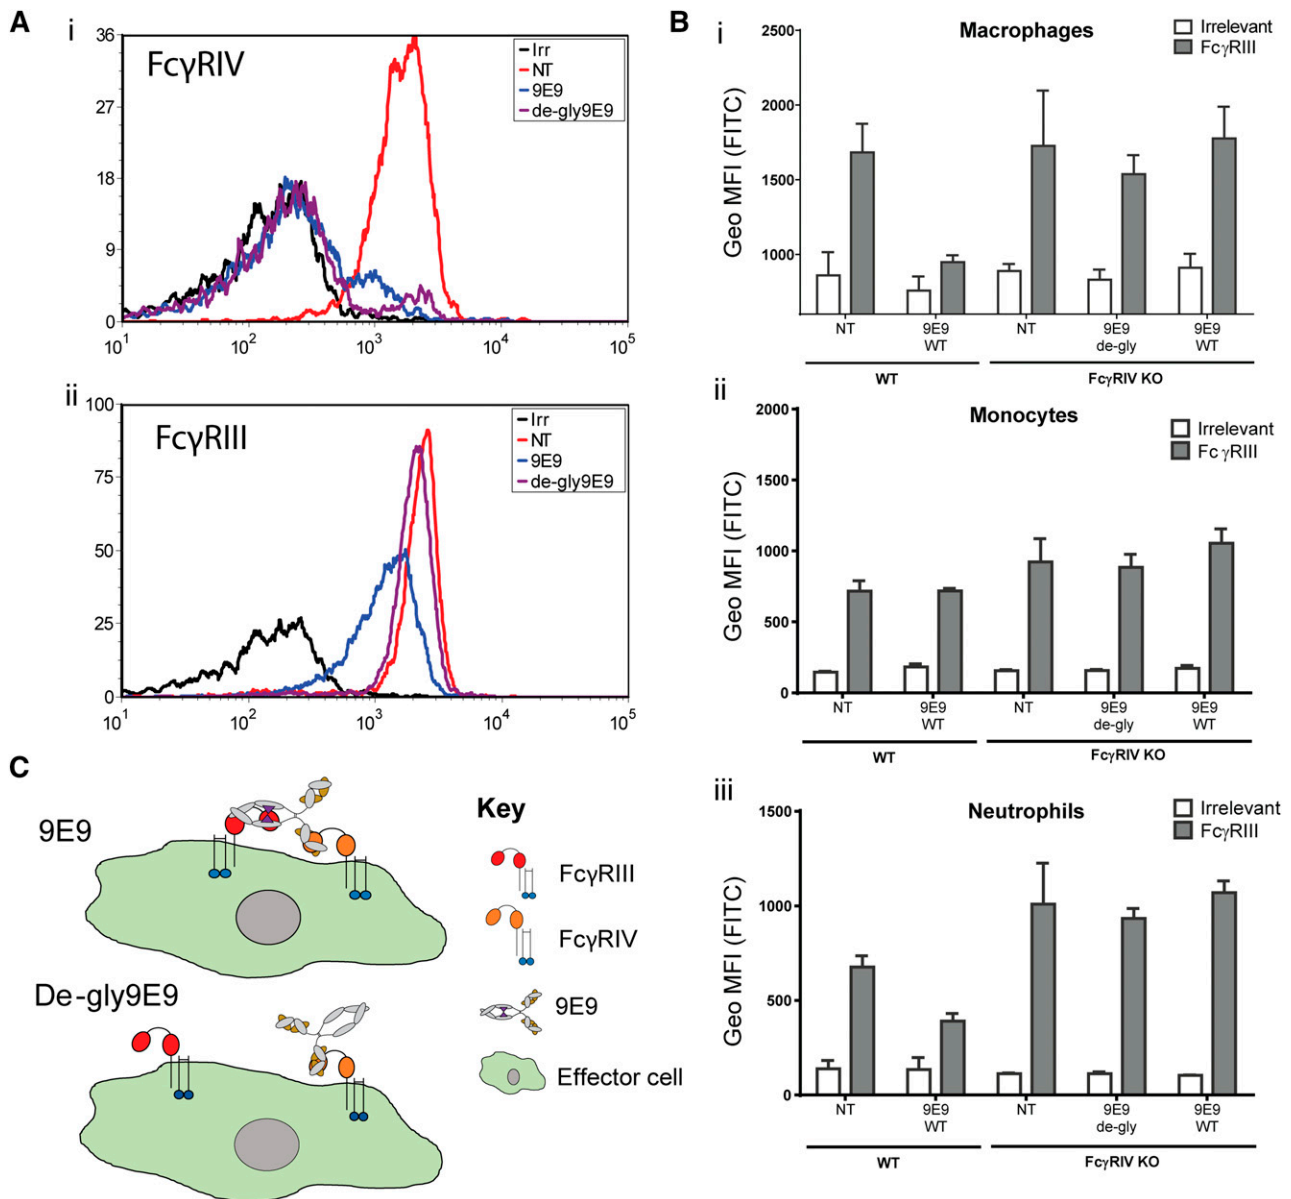 A
i
FcγRIV
36
27
18
9
0
10¹ 10² 10³ 10⁴ 10⁵
Irr
NT
9E9
de-gly9E9
ii
FcγRIII
100
75
50
25
0
10¹ 10² 10³ 10⁴ 10⁵
Irr
NT
9E9
de-gly9E9
B
i
Macrophages
Irrelevant
FcγRIII
Geo MFI (FITC)
2500
2000
1500
1000
NT 9E9 NT 9E9 9E9
WT de-gly WT
WT FcγRIV KO
ii
Monocytes
Irrelevant
Fc γRIII
Geo MFI (FITC)
2000
1500
1000
500
0
NT 9E9 NT 9E9 9E9
WT de-gly WT
WT FcγRIV KO
iii
Neutrophils
Irrelevant
FcγRIII
Geo MFI (FITC)
1500
1000
500
0
NT 9E9 NT 9E9 9E9
WT de-gly WT
WT FcγRIV KO
C
9E9
De-gly9E9
Key
FcγRIII
FcγRIV
9E9
Effector cell